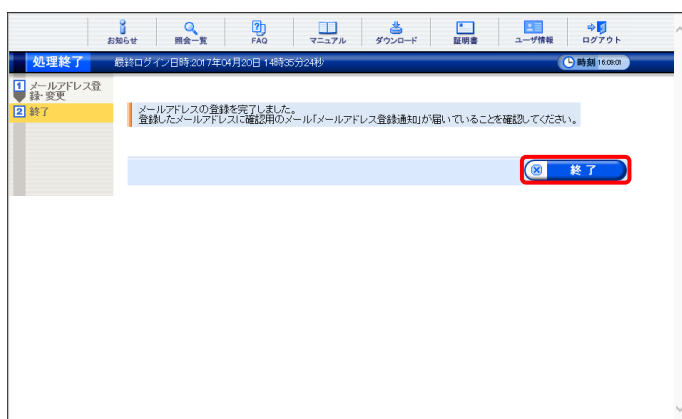 お知らせ 照会一覧 FAQ マニュアル ダウンロード 証明書 ユーザ情報 ログアウト
処理終了 最終ログイン日時:2017年04月20日 14時35分24秒 時刻 16:09:01
1 メールアドレス登
録・変更
2 終了
メールアドレスの登録を完了しました。
登録したメールアドレスに確認用のメール「メールアドレス登録通知」が届いていることを確認してください。
終了